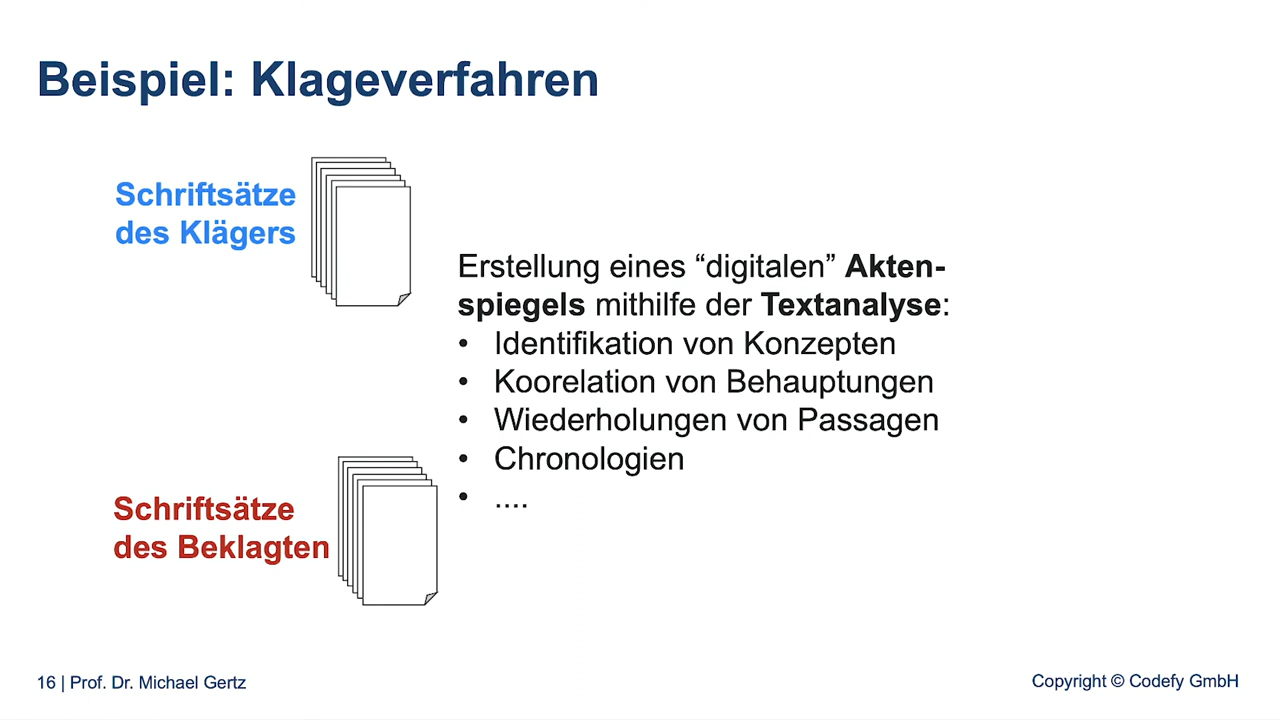 Beispiel: Klageverfahren
Schriftsätze
des Klägers
Erstellung eines “digitalen” Akten-
spiegels mithilfe der Textanalyse:
• Identifikation von Konzepten
• Koorelation von Behauptungen
• Wiederholungen von Passagen
• Chronologien
• ....
Schriftsätze
des Beklagten
16 | Prof. Dr. Michael Gertz
Copyright © Codefy GmbH